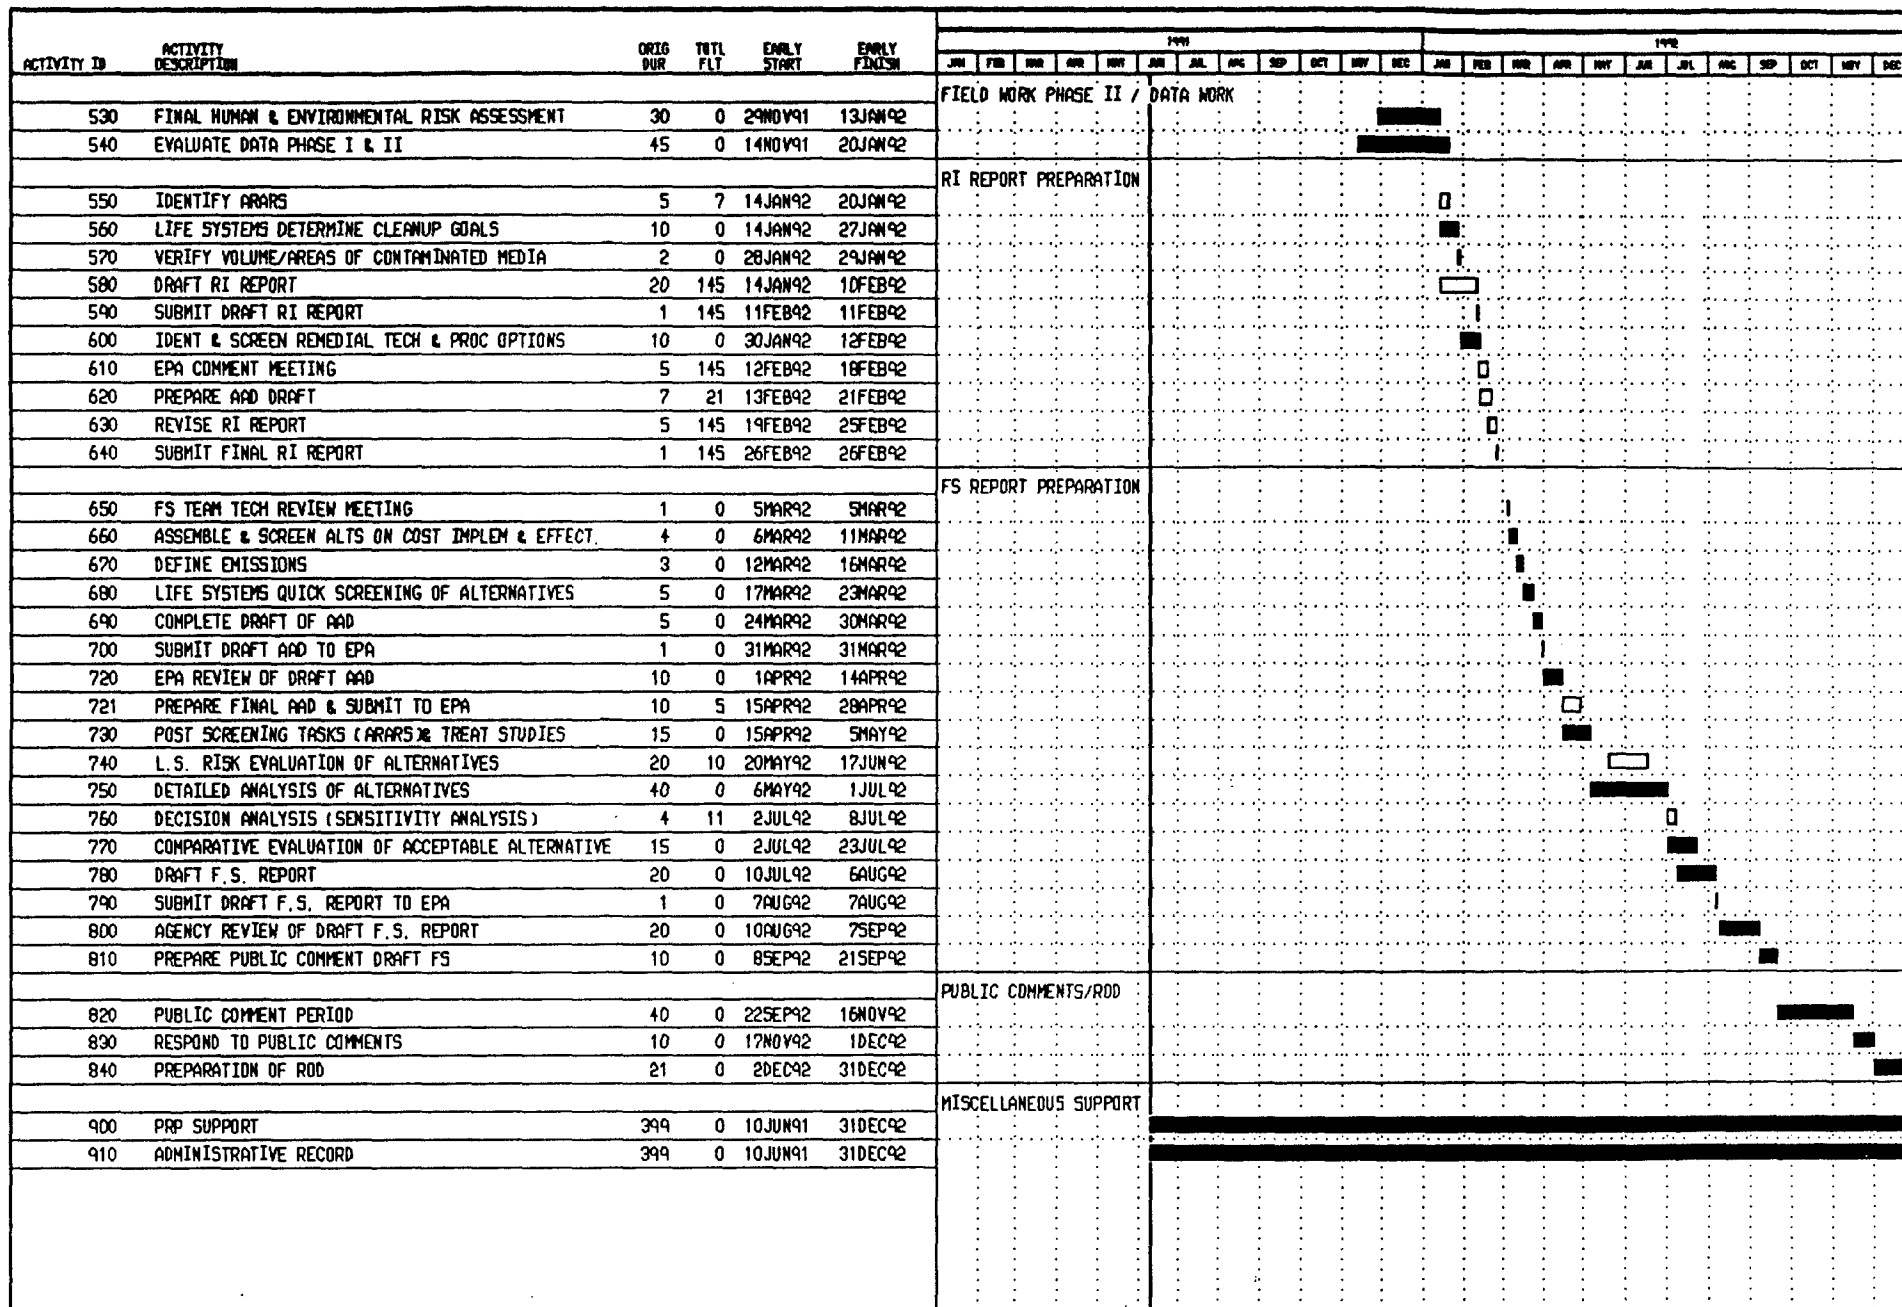 1991 1992
ACTIVITY ID ACTIVITY DESCRIPTION ORIG DUR TOTL FLT EARLY START EARLY FINISH
JAN FEB MAR APR MAY JUN JUL AUG SEP OCT NOV DEC JAN FEB MAR APR MAY JUN JUL AUG SEP OCT NOV DEC
FIELD WORK PHASE II / DATA WORK
530 FINAL HUMAN & ENVIRONMENTAL RISK ASSESSMENT 30 0 29NOV91 13JAN92
540 EVALUATE DATA PHASE I & II 45 0 14NOV91 20JAN92
RI REPORT PREPARATION
550 IDENTIFY ARARS 5 7 14JAN92 20JAN92
560 LIFE SYSTEMS DETERMINE CLEANUP GOALS 10 0 14JAN92 27JAN92
570 VERIFY VOLUME/AREAS OF CONTAMINATED MEDIA 2 0 28JAN92 29JAN92
580 DRAFT RI REPORT 20 145 14JAN92 10FEB92
590 SUBMIT DRAFT RI REPORT 1 145 11FEB92 11FEB92
600 IDENT & SCREEN REMEDIAL TECH & PROC OPTIONS 10 0 30JAN92 12FEB92
610 EPA COMMENT MEETING 5 145 12FEB92 18FEB92
620 PREPARE AAD DRAFT 7 21 13FEB92 21FEB92
630 REVISE RI REPORT 5 145 19FEB92 25FEB92
640 SUBMIT FINAL RI REPORT 1 145 26FEB92 26FEB92
FS REPORT PREPARATION
650 FS TEAM TECH REVIEW MEETING 1 0 5MAR92 5MAR92
660 ASSEMBLE & SCREEN ALTS ON COST IMPLEM & EFFECT. 4 0 6MAR92 11MAR92
670 DEFINE EMISSIONS 3 0 12MAR92 16MAR92
680 LIFE SYSTEMS QUICK SCREENING OF ALTERNATIVES 5 0 17MAR92 23MAR92
690 COMPLETE DRAFT OF AAD 5 0 24MAR92 30MAR92
700 SUBMIT DRAFT AAD TO EPA 1 0 31MAR92 31MAR92
720 EPA REVIEW OF DRAFT AAD 10 0 1APR92 14APR92
721 PREPARE FINAL AAD & SUBMIT TO EPA 10 5 15APR92 28APR92
730 POST SCREENING TASKS (ARARS)& TREAT STUDIES 15 0 15APR92 5MAY92
740 L.S. RISK EVALUATION OF ALTERNATIVES 20 10 20MAY92 17JUN92
750 DETAILED ANALYSIS OF ALTERNATIVES 40 0 6MAY92 1JUL92
760 DECISION ANALYSIS (SENSITIVITY ANALYSIS) 4 11 2JUL92 8JUL92
770 COMPARATIVE EVALUATION OF ACCEPTABLE ALTERNATIVE 15 0 2JUL92 23JUL92
780 DRAFT F.S. REPORT 20 0 10JUL92 6AUG92
790 SUBMIT DRAFT F.S. REPORT TO EPA 1 0 7AUG92 7AUG92
800 AGENCY REVIEW OF DRAFT F.S. REPORT 20 0 10AUG92 7SEP92
810 PREPARE PUBLIC COMMENT DRAFT FS 10 0 8SEP92 21SEP92
PUBLIC COMMENTS/ROD
820 PUBLIC COMMENT PERIOD 40 0 22SEP92 16NOV92
830 RESPOND TO PUBLIC COMMENTS 10 0 17NOV92 1DEC92
840 PREPARATION OF ROD 21 0 2DEC92 31DEC92
MISCELLANEOUS SUPPORT
900 PRP SUPPORT 399 0 10JUN91 31DEC92
910 ADMINISTRATIVE RECORD 399 0 10JUN91 31DEC92